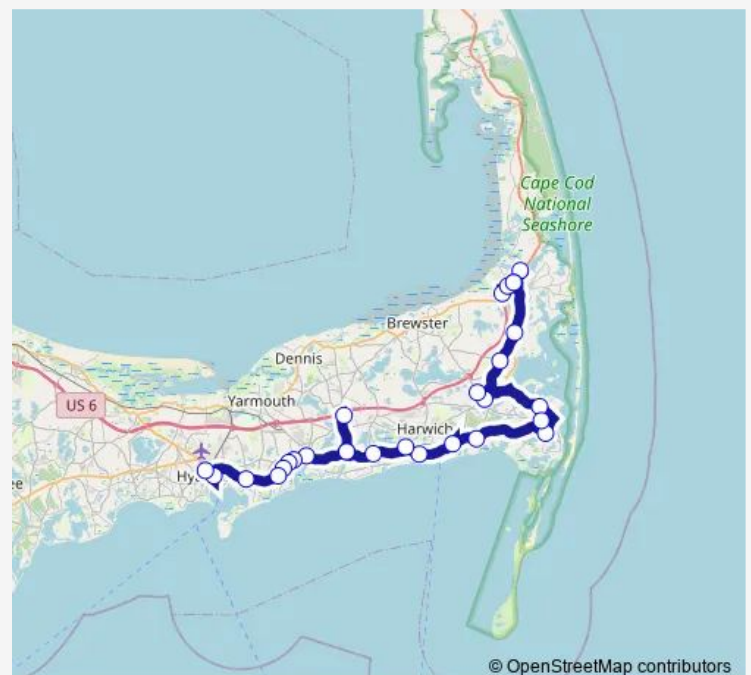 Cape Cod
National
Seashore
Brewster
Dennis
US 6
Yarmouth
Harwich
ee
Hy
© OpenStreetMap contributors